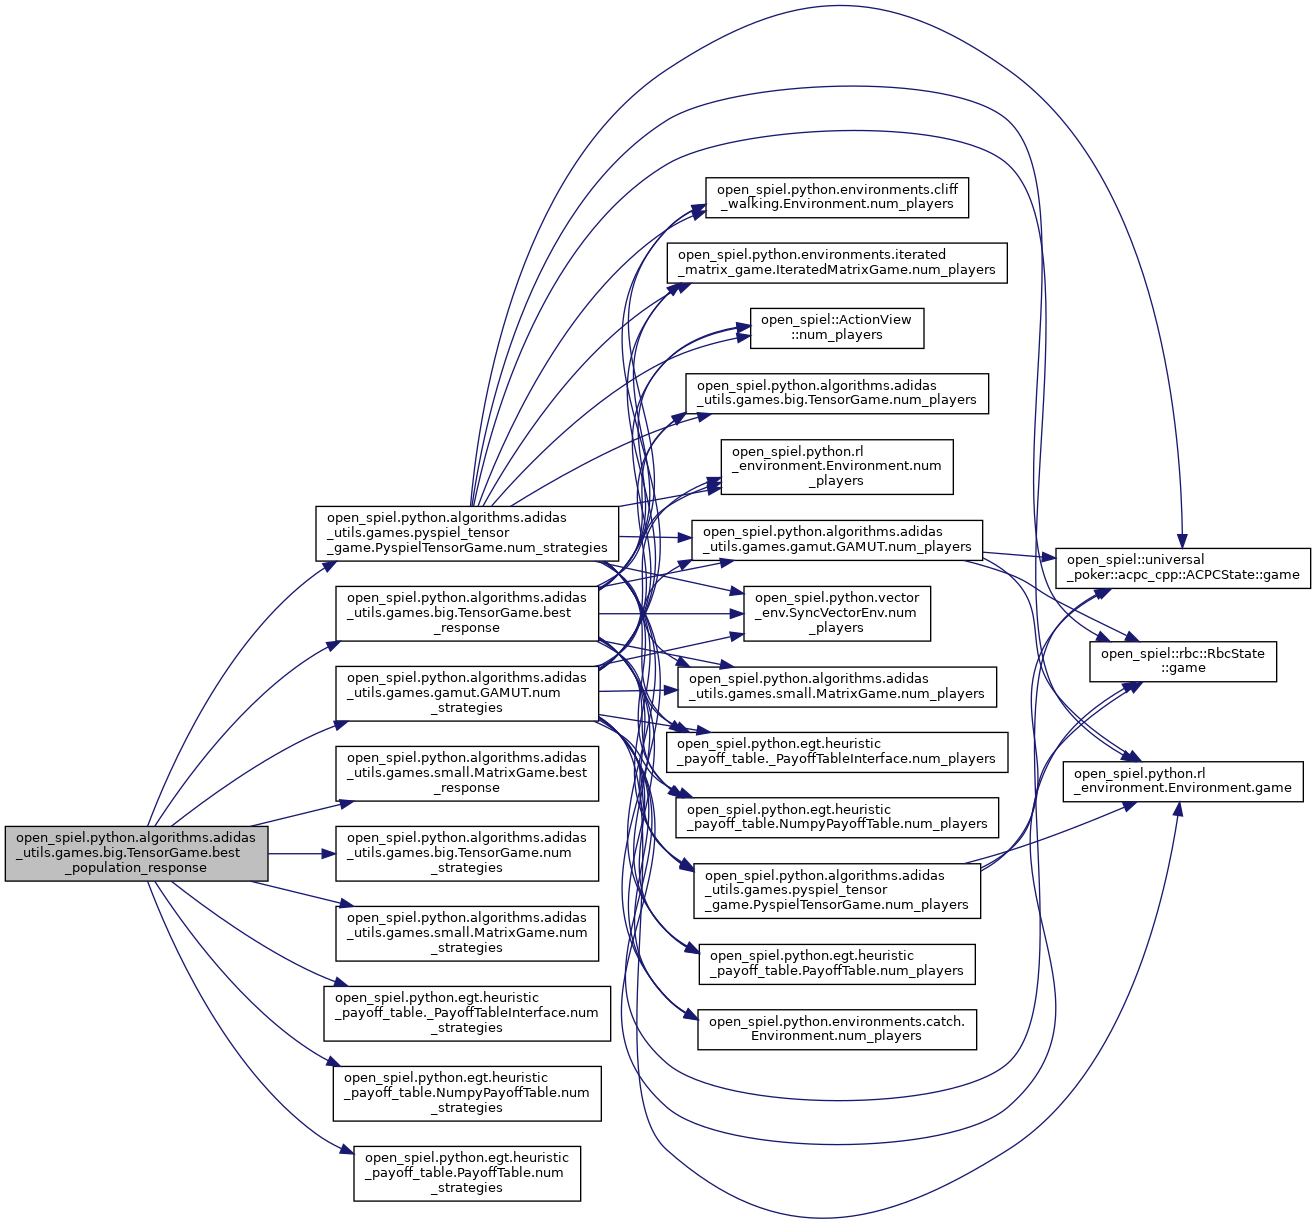 open_spiel.python.algorithms.adidas
_utils.games.big.TensorGame.best
_population_response
open_spiel.python.algorithms.adidas
_utils.games.pyspiel_tensor
_game.PyspielTensorGame.num_strategies
open_spiel.python.algorithms.adidas
_utils.games.big.TensorGame.best
_response
open_spiel.python.algorithms.adidas
_utils.games.gamut.GAMUT.num
_strategies
open_spiel.python.algorithms.adidas
_utils.games.small.MatrixGame.best
_response
open_spiel.python.algorithms.adidas
_utils.games.big.TensorGame.num
_strategies
open_spiel.python.algorithms.adidas
_utils.games.small.MatrixGame.num
_strategies
open_spiel.python.egt.heuristic
_payoff_table._PayoffTableInterface.num
_strategies
open_spiel.python.egt.heuristic
_payoff_table.NumpyPayoffTable.num
_strategies
open_spiel.python.egt.heuristic
_payoff_table.PayoffTable.num
_strategies
open_spiel.python.environments.cliff
_walking.Environment.num_players
open_spiel.python.environments.iterated
_matrix_game.IteratedMatrixGame.num_players
open_spiel::ActionView
::num_players
open_spiel.python.algorithms.adidas
_utils.games.big.TensorGame.num_players
open_spiel.python.rl
_environment.Environment.num
_players
open_spiel.python.algorithms.adidas
_utils.games.gamut.GAMUT.num_players
open_spiel.python.vector
_env.SyncVectorEnv.num
_players
open_spiel.python.algorithms.adidas
_utils.games.small.MatrixGame.num_players
open_spiel.python.egt.heuristic
_payoff_table._PayoffTableInterface.num_players
open_spiel.python.egt.heuristic
_payoff_table.NumpyPayoffTable.num_players
open_spiel.python.algorithms.adidas
_utils.games.pyspiel_tensor
_game.PyspielTensorGame.num_players
open_spiel.python.egt.heuristic
_payoff_table.PayoffTable.num_players
open_spiel.python.environments.catch.
Environment.num_players
open_spiel::universal
_poker::acpc_cpp::ACPCState::game
open_spiel::rbc::RbcState
::game
open_spiel.python.rl
_environment.Environment.game